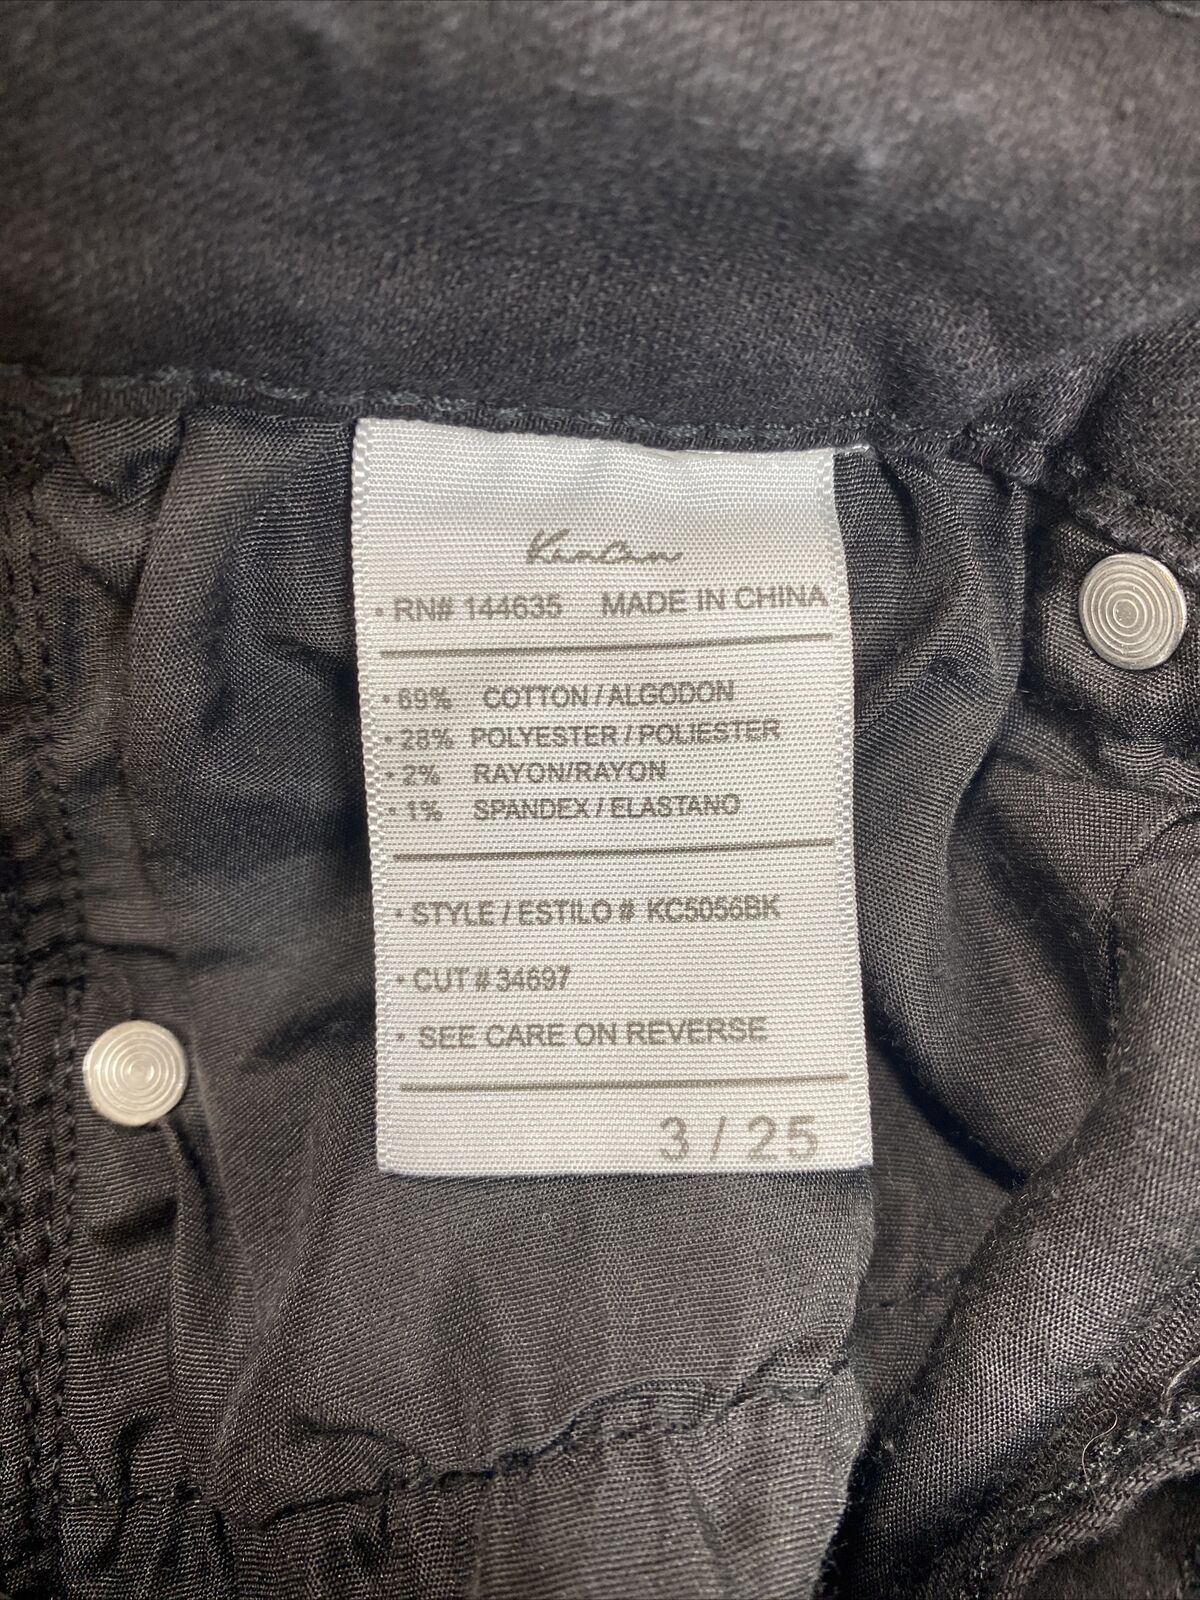 KanCan
• RN# 144635 MADE IN CHINA
• 69% COTTON / ALGODON
• 28% POLYESTER / POLIESTER
• 2% RAYON/RAYON
• 1% SPANDEX / ELASTANO
• STYLE / ESTILO # KC5056BK
• CUT # 34697
• SEE CARE ON REVERSE
3 / 25